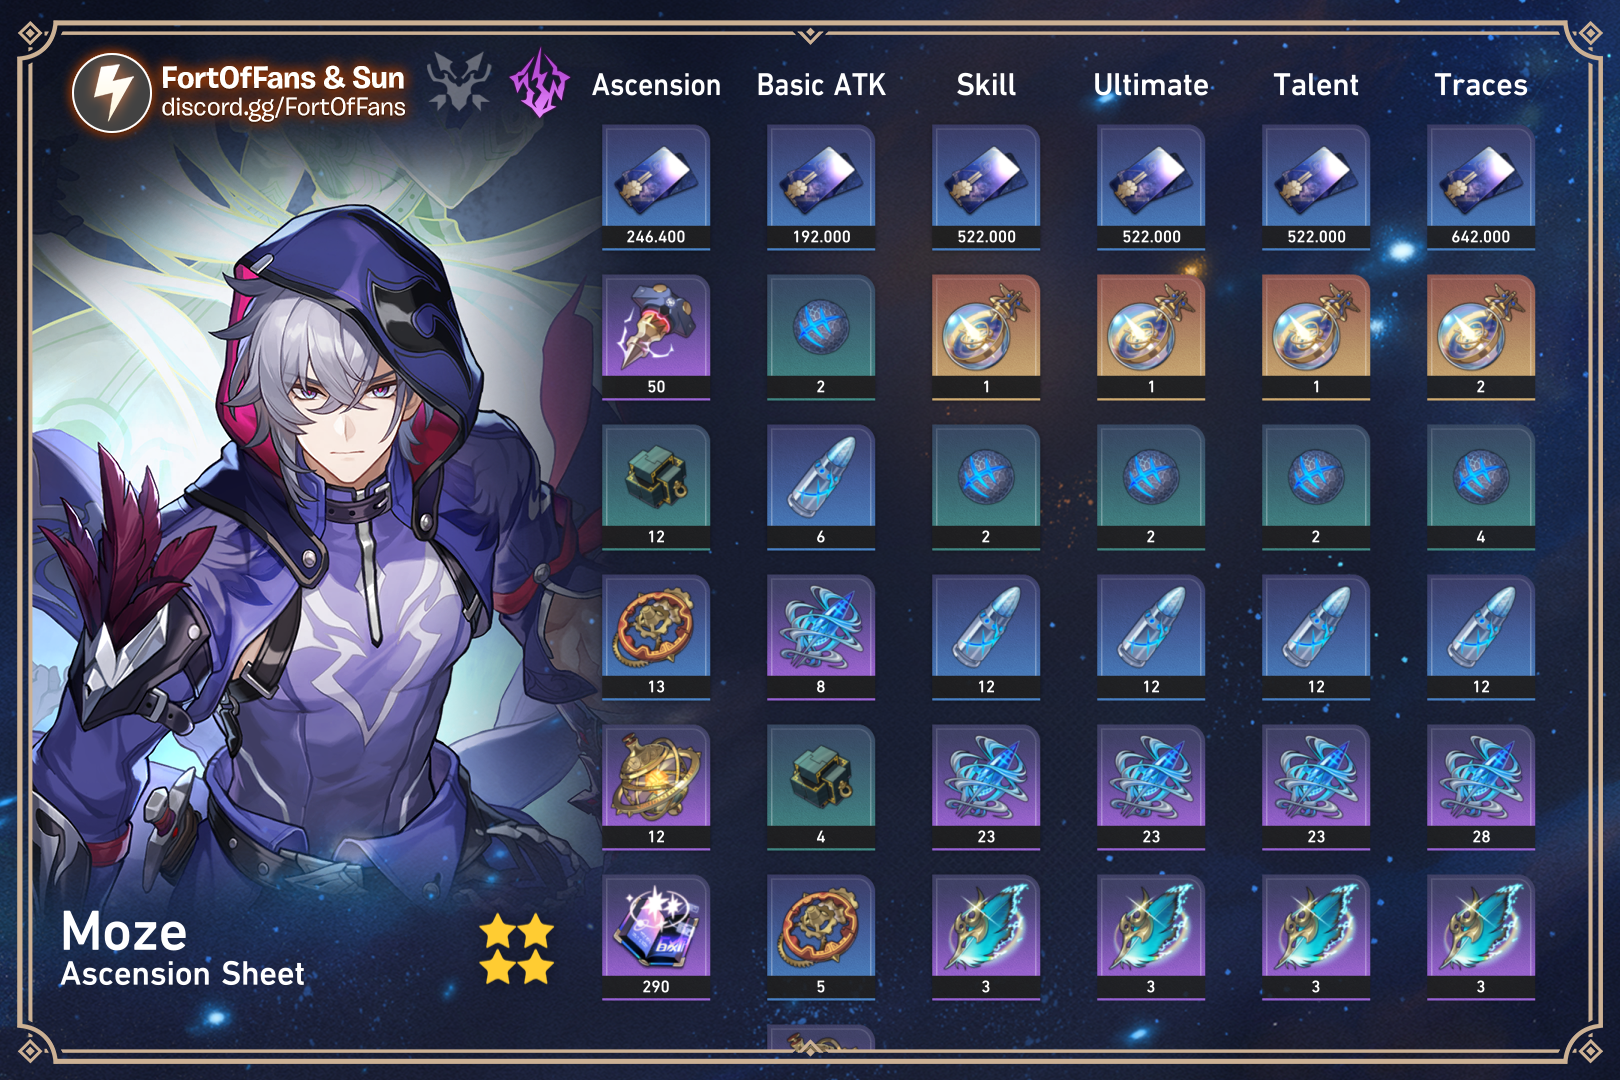 FortOfFans & Sun
discord.gg/FortOfFans
Ascension Basic ATK Skill Ultimate Talent Traces
246.400 192.000 522.000 522.000 522.000 642.000
50 2 1 1 1 2
12 6 2 2 2 4
13 8 12 12 12 12
12 4 23 23 23 28
290 5 3 3 3 3
Moze
Ascension Sheet